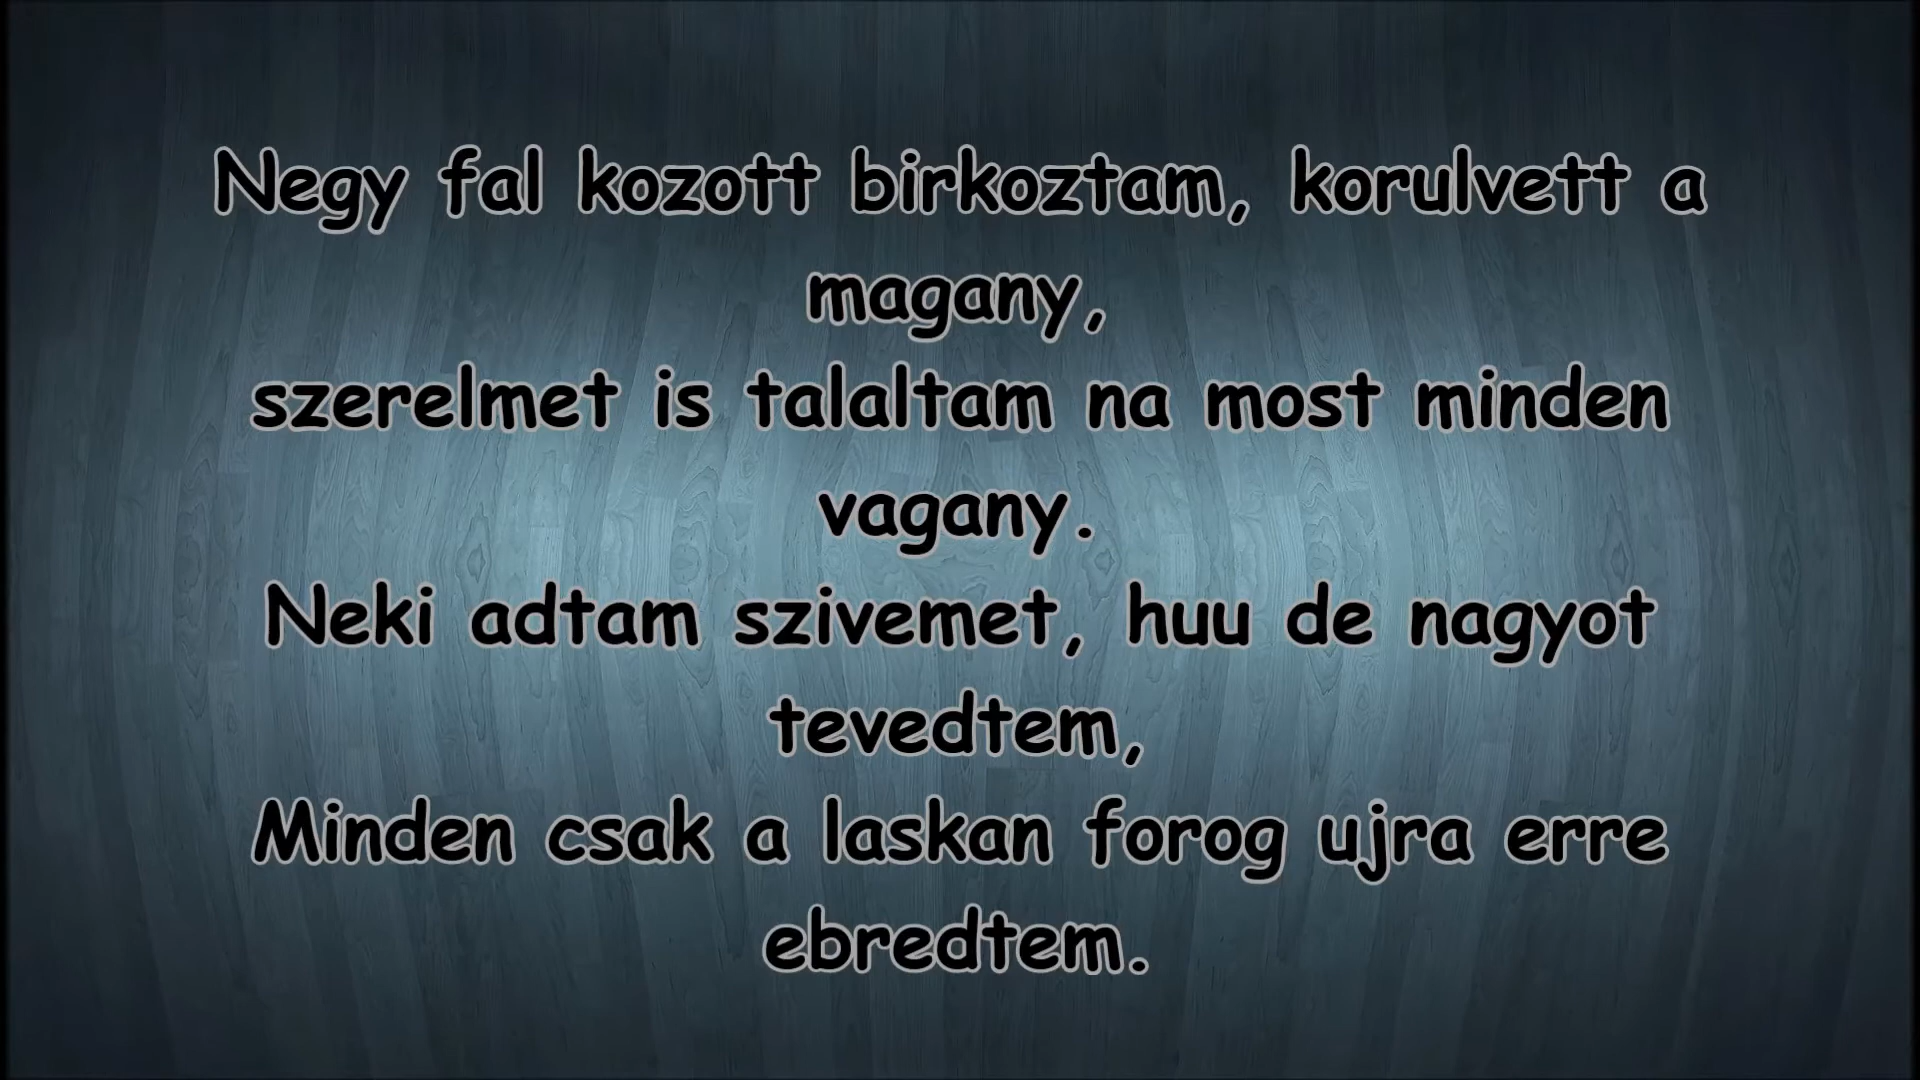 Negy fal kozott birkoztam, korulvett a
magany,
szerelmet is talaltam na most minden
vagany.
Neki adtam szivemet, huu de nagyot
tevedtem,
Minden csak a laskan forog ujra erre
ebredtem.